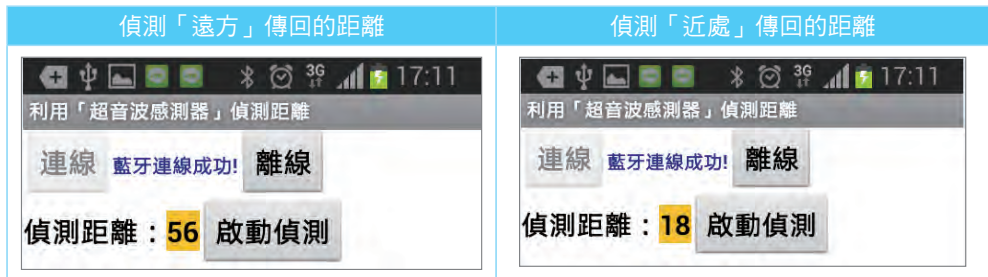 偵測「遠方」傳回的距離
偵測「近處」傳回的距離
3G 17:11
利用「超音波感測器」偵測距離
連線 藍牙連線成功! 離線
偵測距離：56 啟動偵測
3G 17:11
利用「超音波感測器」偵測距離
連線 藍牙連線成功! 離線
偵測距離：18 啟動偵測